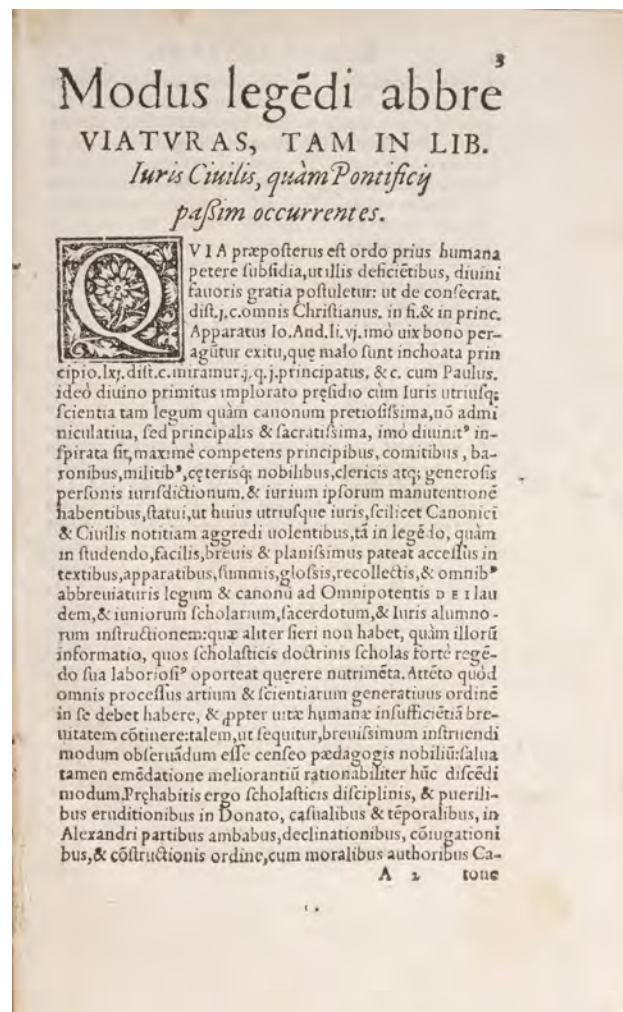 3
Modus legēdi abbre
VIATVRAS, TAM IN LIB.
Iuris Ciuilis, quàm Pontificij
paßim occurrentes.
QVIA præpoſterus eſt ordo prius humana
petere ſubſidia, ut illis deficiētibus, diuini
fauoris gratia poſtuletur: ut de conſecrat.
diſt.j.c.omnis Chriſtianus. in fi.& in princ.
Apparatus Io.And.li.vj.imò uix bono per-
agūtur exitu, quę malo ſunt inchoata prin
cipio.lxj.diſt.c.miramur.j.q.j.principatus, & c. cum Paulus.
ideò diuino primitus implorato pręſidio cùm Iuris utriuſq;
ſcientia tam legum quàm canonum pretioſiſsima, nō admi
niculatiua, ſed principalis & ſacratiſsima, imò diuinitꝰ in-
ſpirata ſit, maximè competens principibus, comitibus, ba-
ronibus, militibꝰ, cęteriſq; nobilibus, clericis atq; generoſis
perſonis iuriſdictionum, & iurium ipſorum manutentionē
habentibus, ſtatui, ut huius utriuſque iuris, ſcilicet Canonici
& Ciuilis notitiam aggredi uolentibus, tā in legēdo, quàm
in ſtudendo, facilis, breuis & planiſsimus pateat acceſſus in
textibus, apparatibus, ſummis, gloſsis, recollectis, & omnibꝰ
abbreuiaturis legum & canonū ad Omnipotentis DEI lau
dem, & iuniorum ſcholarium, ſacerdotum, & Iuris alumno-
rum inſtructionem: quæ aliter fieri non habet, quàm illorū
informatio, quos ſcholaſticis doctrinis ſcholas fortè regē-
do ſua laborioſiꝰ oporteat quęrere nutrimēta. Attēto quòd
omnis proceſſus artium & ſcientiarum generatiuus ordinē
in ſe debet habere, & ꝓpter uitæ humanæ inſufficiētiā bre-
uitatem cōtinere: talem, ut ſequitur, breuiſsimum inſtruendi
modum obſeruādum eſſe cenſeo pædagogis nobiliū: ſalua
tamen emēdatione meliorantiū rationabiliter hūc diſcēdi
modum. Pręhabitis ergo ſcholaſticis diſciplinis, & puerili-
bus eruditionibus in Donato, caſualibus & tēporalibus, in
Alexandri partibus ambabus, declinationibus, cōiugationi
bus, & cōſtructionis ordine, cum moralibus authoribus Ca-
A 2 tone